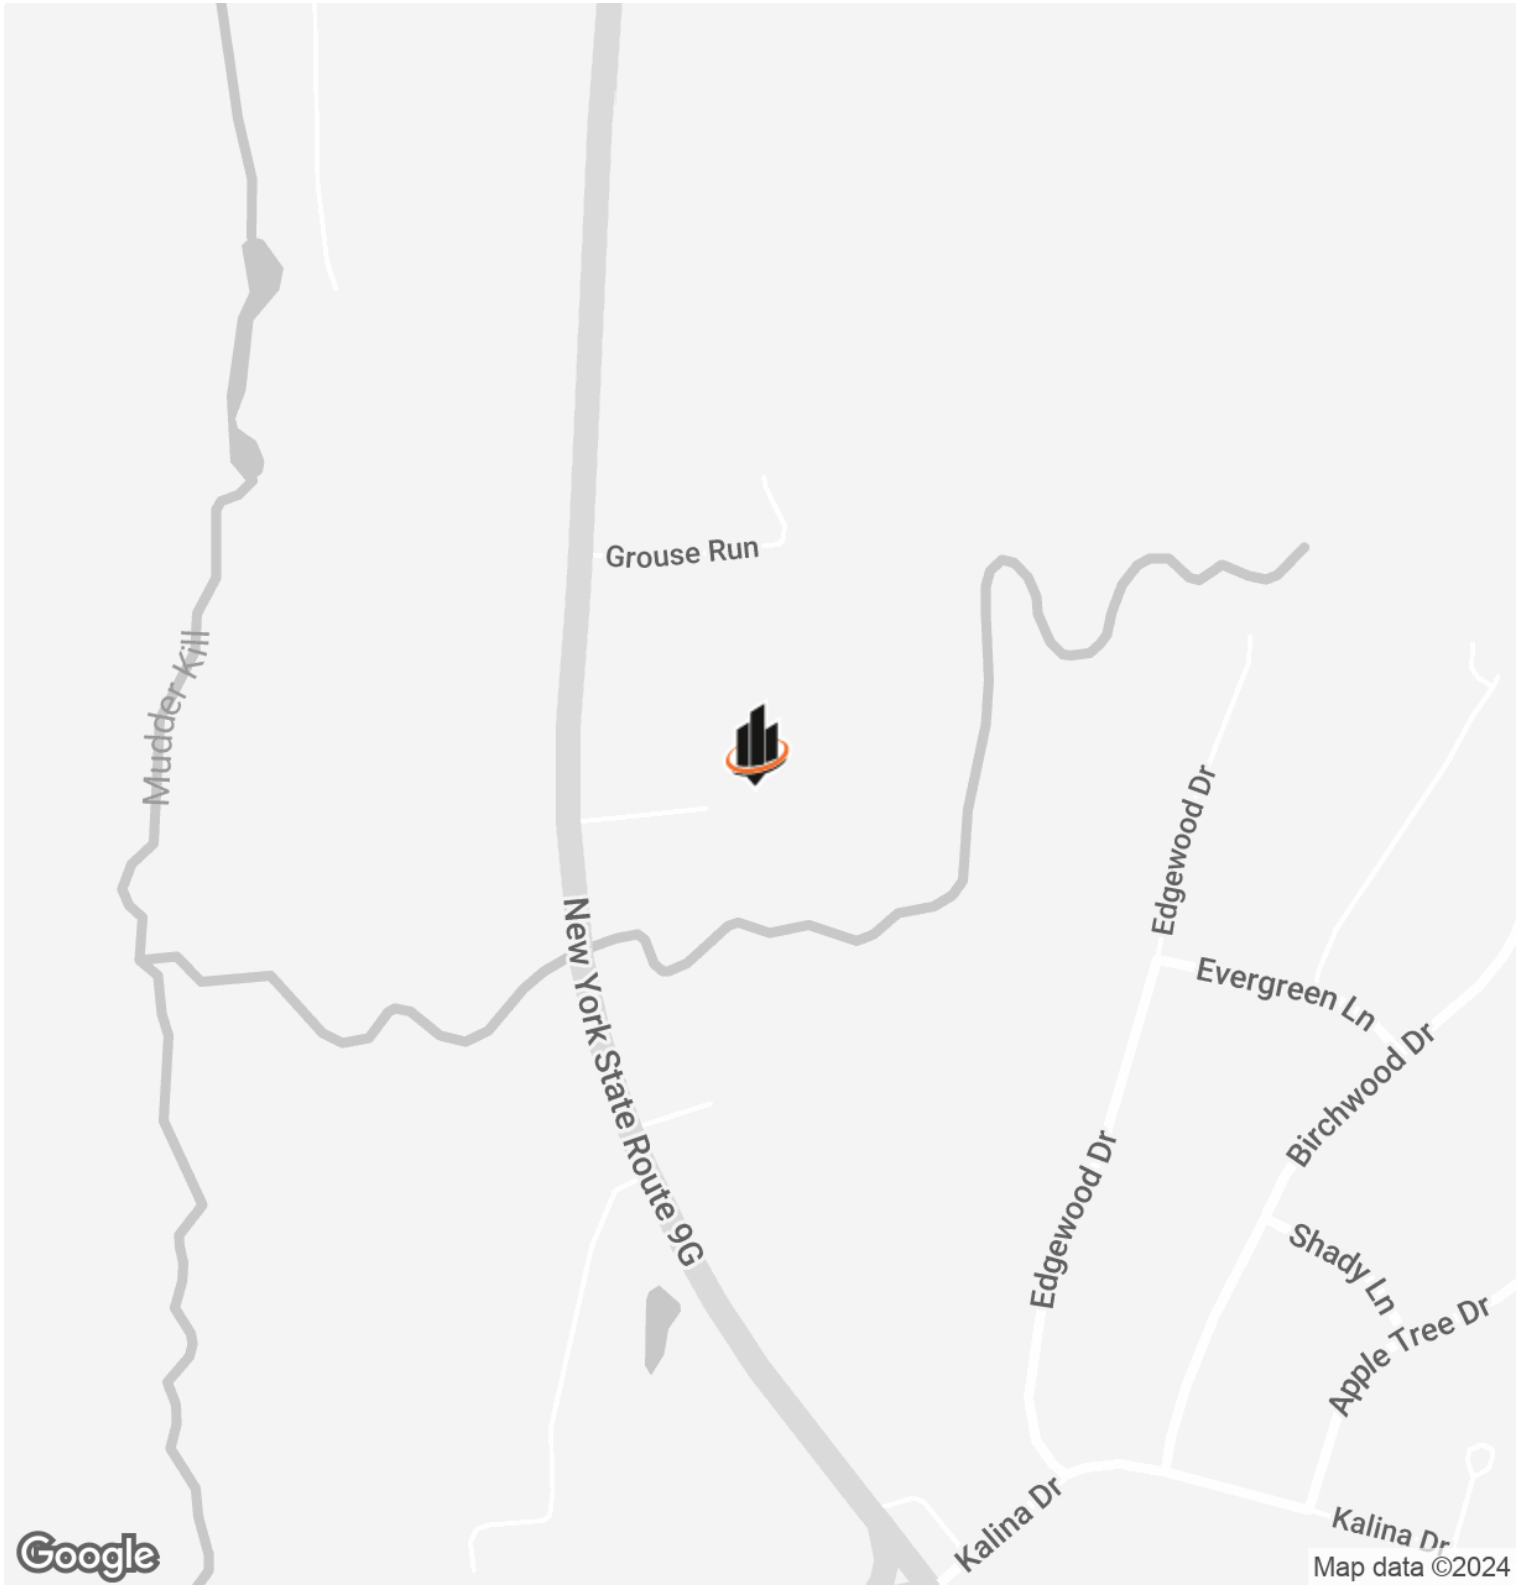 Grouse Run
Mudder Kill
Edgewood Dr
New York State Route 9G
Evergreen Ln
Birchwood Dr
Edgewood Dr
Shady Ln
Apple Tree Dr
Kalina Dr
Kalina Dr
Google
Map data ©2024